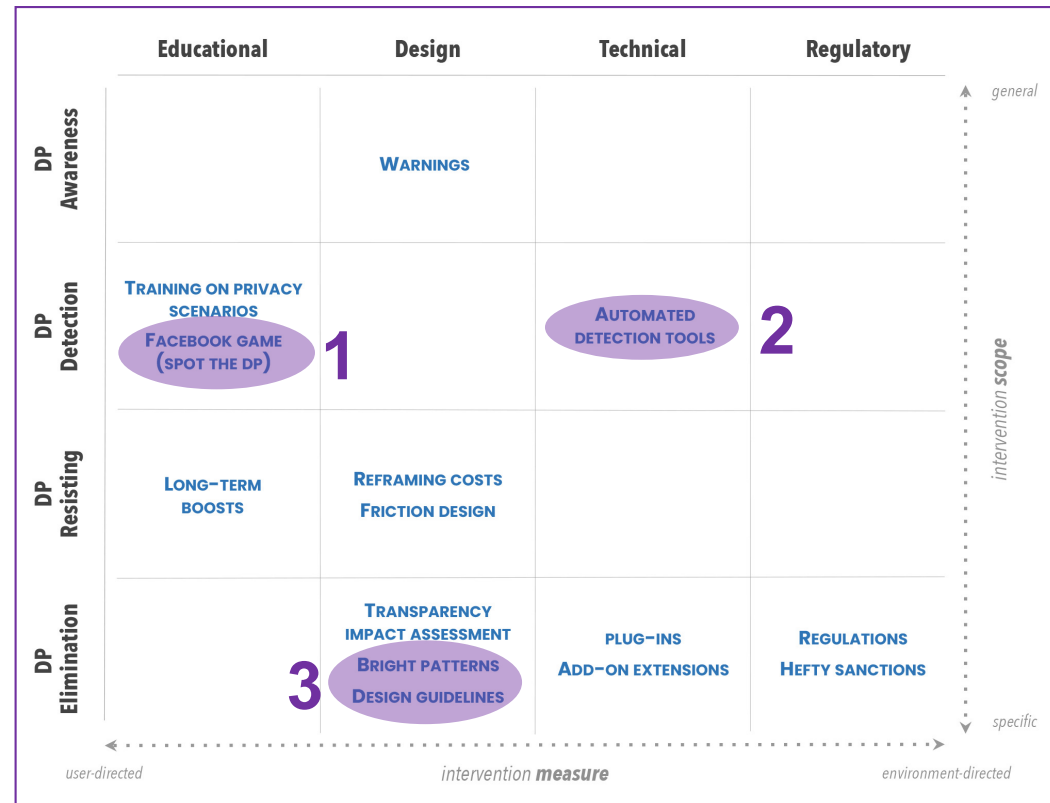 Educational Design Technical Regulatory
general
DP Awareness
WARNINGS
DP Detection
TRAINING ON PRIVACY
SCENARIOS
FACEBOOK GAME
(SPOT THE DP)
1
AUTOMATED
DETECTION TOOLS
2
intervention scope
DP Resisting
LONG-TERM
BOOSTS
REFRAMING COSTS
FRICTION DESIGN
DP Elimination
TRANSPARENCY
IMPACT ASSESSMENT
BRIGHT PATTERNS
DESIGN GUIDELINES
3
PLUG-INS
ADD-ON EXTENSIONS
REGULATIONS
HEFTY SANCTIONS
specific
user-directed intervention measure environment-directed